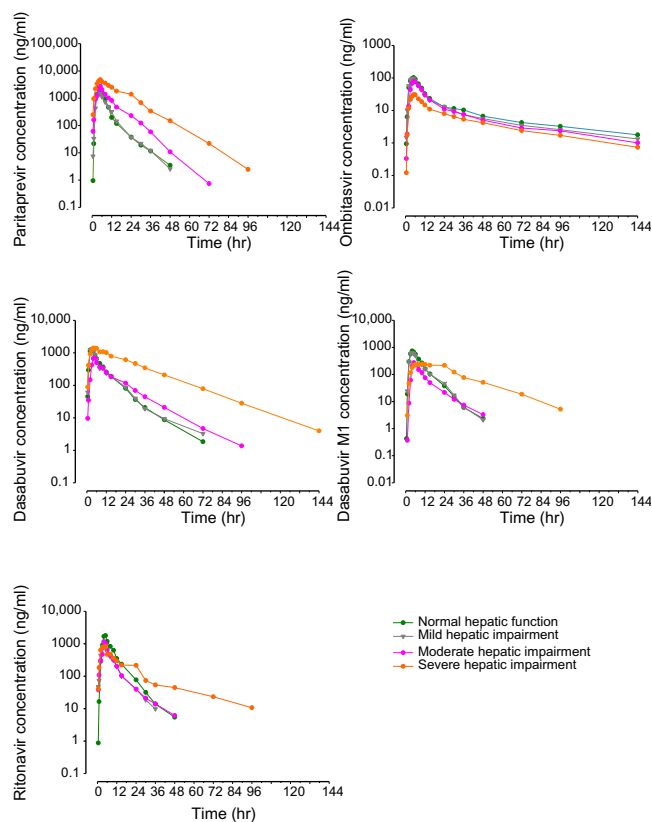 Paritaprevir concentration (ng/ml)
100,000
10,000
1000
100
10
1
0.1
0 12 24 36 48 60 72 84 96 144
Time (hr)
Ombitasvir concentration (ng/ml)
1000
100
10
1
0.1
0.01
0 12 24 36 48 60 72 84 96 144
Time (hr)
Dasabuvir concentration (ng/ml)
10,000
1000
100
10
1
0.1
0 12 24 36 48 60 72 84 96 144
Time (hr)
Dasabuvir M1 concentration (ng/ml)
10,000
1000
100
10
1
0.1
0.01
0 12 24 36 48 60 72 84 96 144
Time (hr)
Ritonavir concentration (ng/ml)
10,000
1000
100
10
1
0.1
0 12 24 36 48 60 72 84 96 144
Time (hr)
Normal hepatic function
Mild hepatic impairment
Moderate hepatic impairment
Severe hepatic impairment